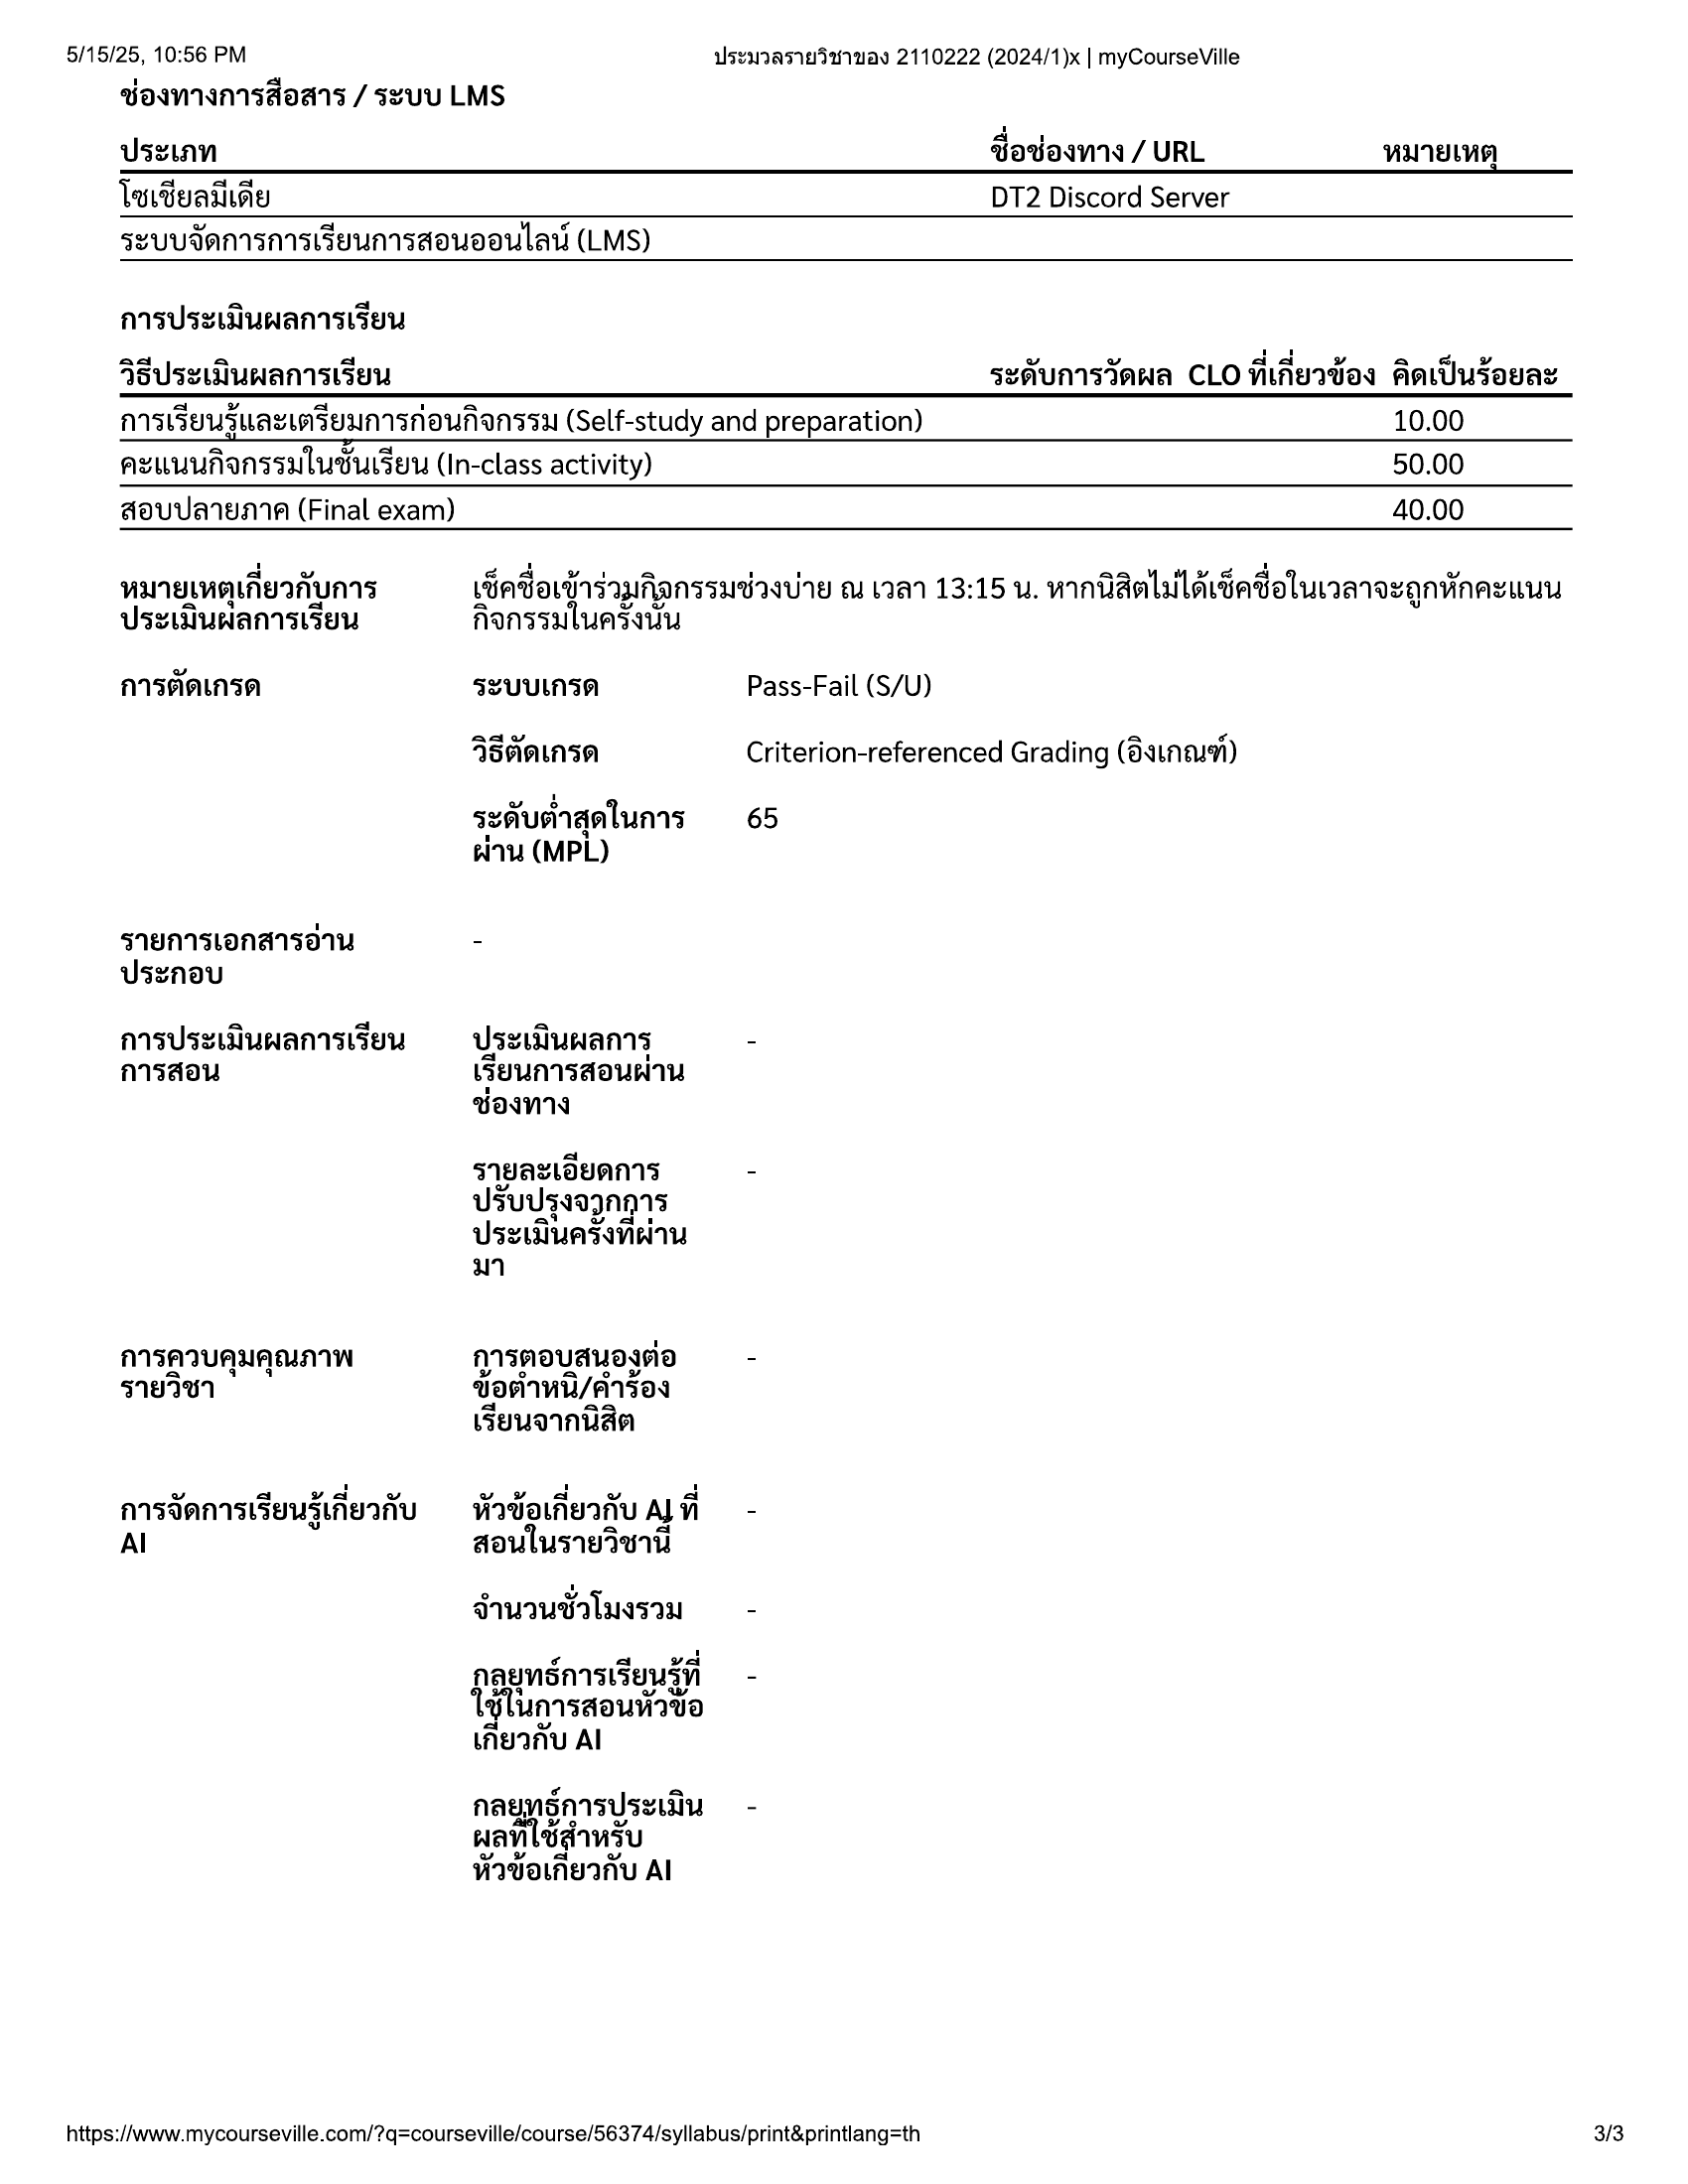 5/15/25, 10:56 PM ประมวลรายวิชาของ 2110222 (2024/1)x | myCourseVille
ช่องทางการสื่อสาร / ระบบ LMS
ประเภท ชื่อช่องทาง / URL หมายเหตุ
โซเชียลมีเดีย DT2 Discord Server
ระบบจัดการการเรียนการสอนออนไลน์ (LMS)
การประเมินผลการเรียน
วิธีประเมินผลการเรียน ระดับการวัดผล CLO ที่เกี่ยวข้อง คิดเป็นร้อยละ
การเรียนรู้และเตรียมการก่อนกิจกรรม (Self-study and preparation) 10.00
คะแนนกิจกรรมในชั้นเรียน (In-class activity) 50.00
สอบปลายภาค (Final exam) 40.00
หมายเหตุเกี่ยวกับการ เช็คชื่อเข้าร่วมกิจกรรมช่วงบ่าย ณ เวลา 13:15 น. หากนิสิตไม่ได้เช็คชื่อในเวลาจะถูกหักคะแนน
ประเมินผลการเรียน กิจกรรมในครั้งนั้น
การตัดเกรด ระบบเกรด Pass-Fail (S/U)
วิธีตัดเกรด Criterion-referenced Grading (อิงเกณฑ์)
ระดับต่ำสุดในการ 65
ผ่าน (MPL)
รายการเอกสารอ่าน -
ประกอบ
การประเมินผลการเรียน ประเมินผลการ -
การสอน เรียนการสอนผ่าน
ช่องทาง
รายละเอียดการ -
ปรับปรุงจากการ
ประเมินครั้งที่ผ่าน
มา
การควบคุมคุณภาพ การตอบสนองต่อ -
รายวิชา ข้อตำหนิ/คำร้อง
เรียนจากนิสิต
การจัดการเรียนรู้เกี่ยวกับ หัวข้อเกี่ยวกับ AI ที่ -
AI สอนในรายวิชานี้
จำนวนชั่วโมงรวม -
กลยุทธ์การเรียนรู้ที่ -
ใช้ในการสอนหัวข้อ
เกี่ยวกับ AI
กลยุทธ์การประเมิน -
ผลที่ใช้สำหรับ
หัวข้อเกี่ยวกับ AI
https://www.mycourseville.com/?q=courseville/course/56374/syllabus/print&printlang=th 3/3